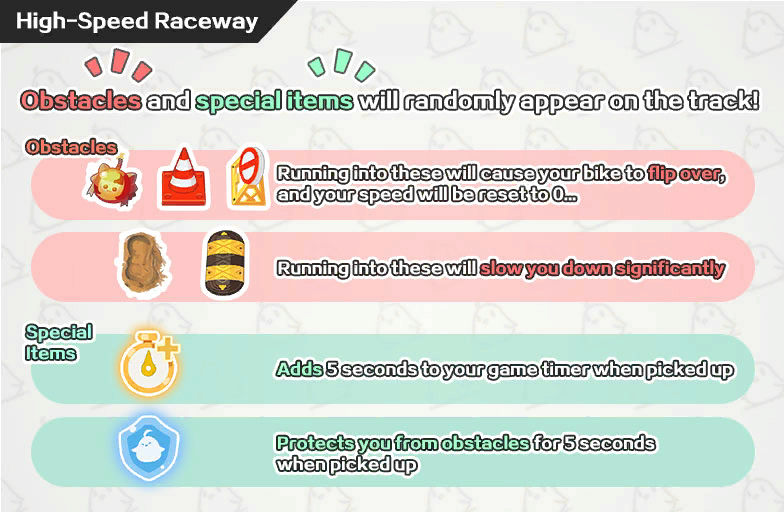 High-Speed Raceway
Obstacles and special items will randomly appear on the track!
Obstacles
Running into these will cause your bike to flip over,
and your speed will be reset to 0...
Running into these will slow you down significantly
Special
Items
Adds 5 seconds to your game timer when picked up
Protects you from obstacles for 5 seconds
when picked up